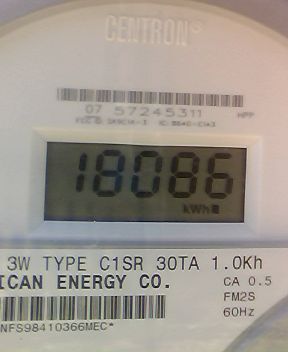 CENTRON®
07 57245311 HPP
18086
kWh
3W TYPE C1SR 30TA 1.0Kh
ICAN ENERGY CO. CA 0.5
FM2S
NFS98410366MEC* 60Hz